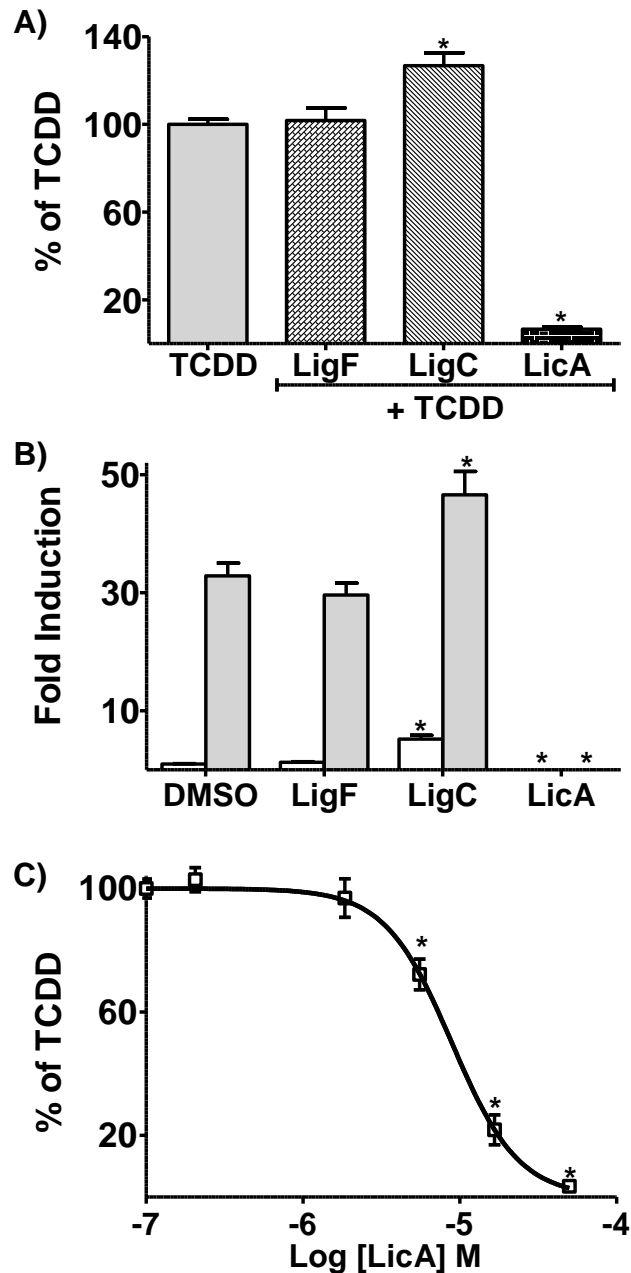 A)
% of TCDD
140
100
60
20
*
*
TCDD LigF LigC LicA
+ TCDD
B)
Fold Induction
50
30
10
*
*
* *
DMSO LigF LigC LicA
C)
% of TCDD
100
60
20
*
*
*
-7 -6 -5 -4
Log [LicA] M